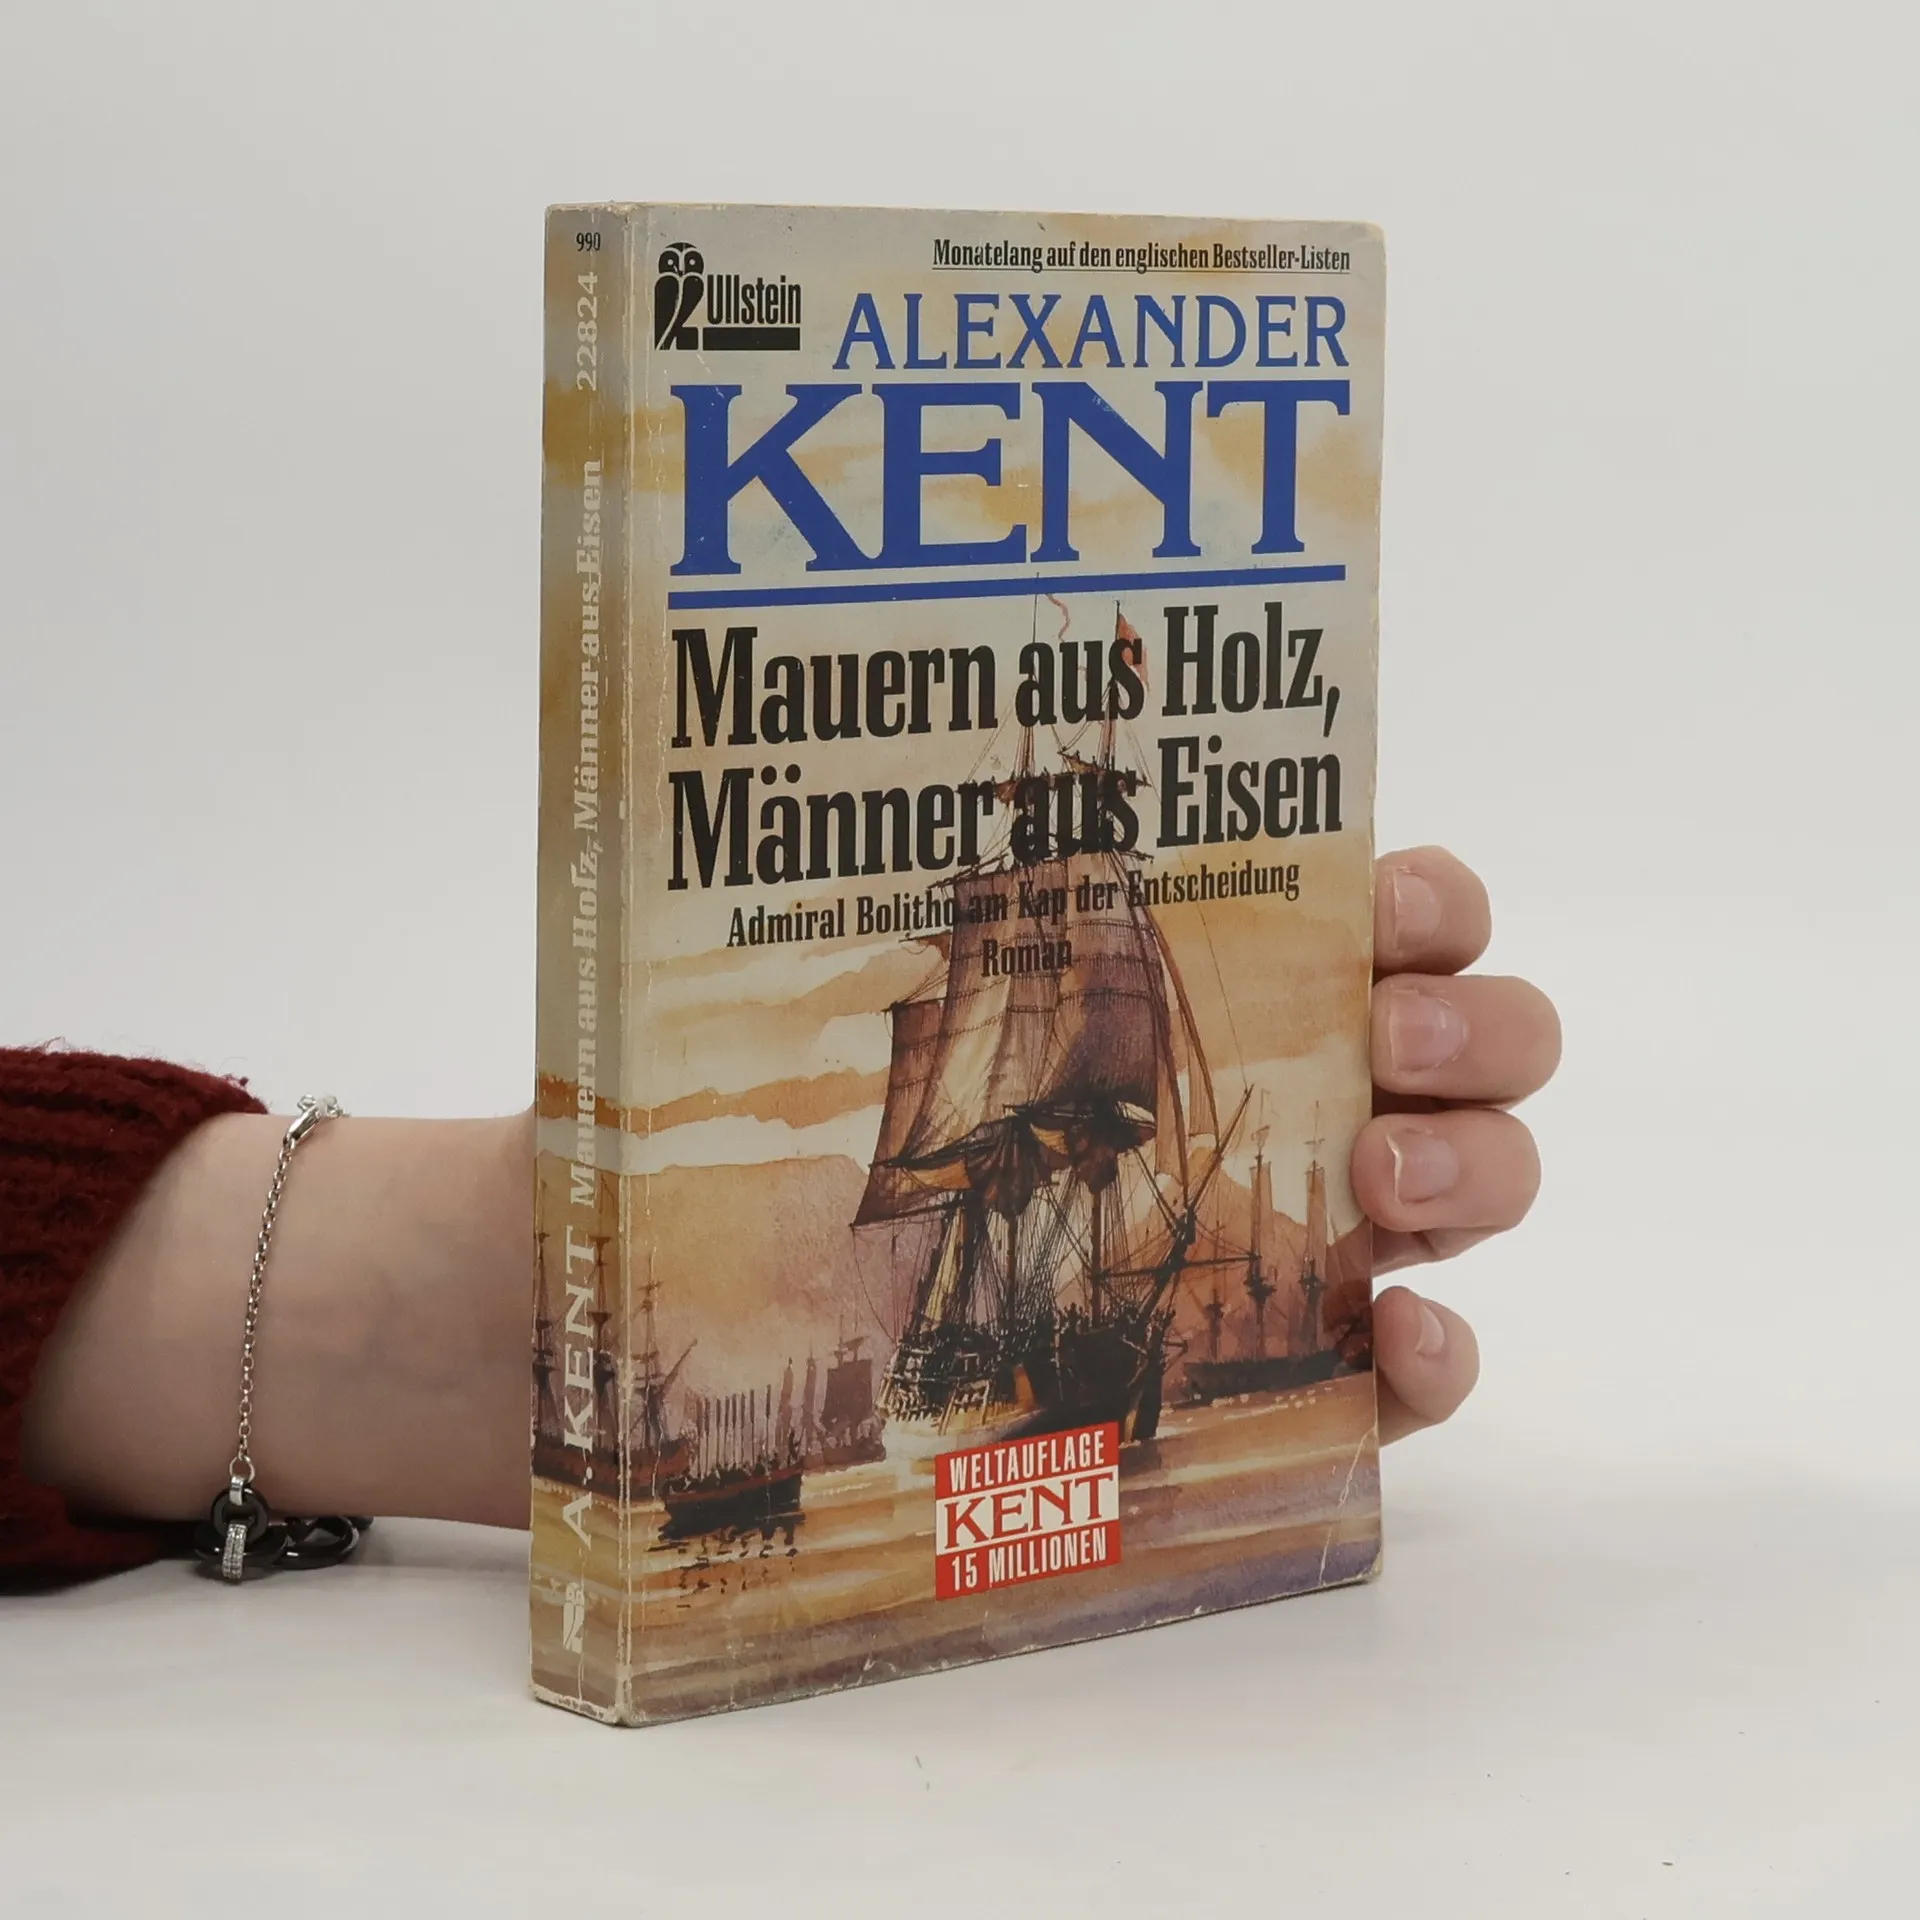 990
22824
A. KENT Mauern aus Holz, Männer aus Eisen
Ullstein
Monatelang auf den englischen Bestseller-Listen
ALEXANDER
KENT
Mauern aus Holz,
Männer aus Eisen
Admiral Bolitho am Kap der Entscheidung
Roman
WELTAUFLAGE
KENT
15 MILLIONEN